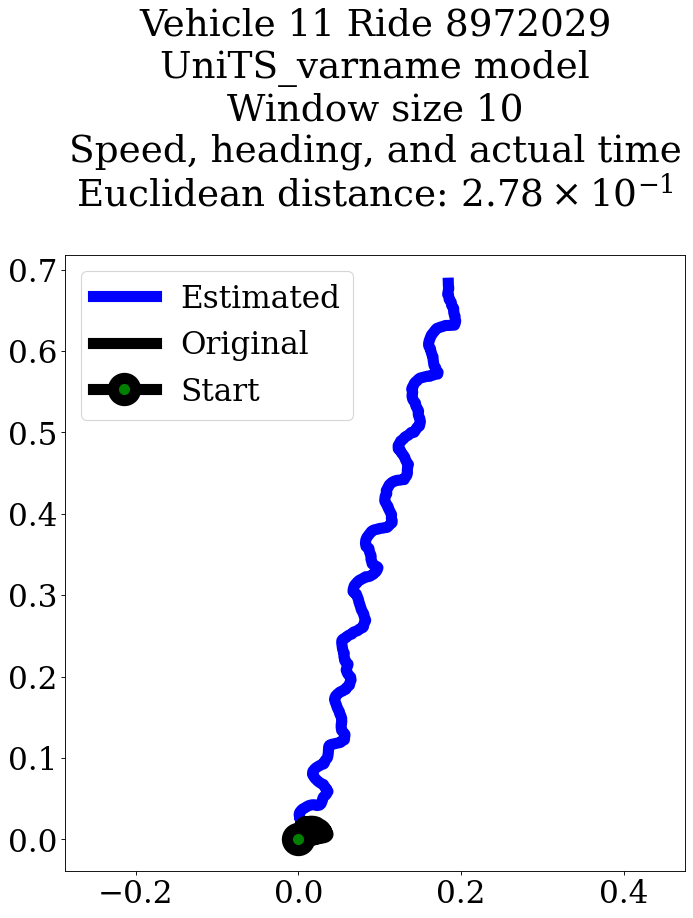 Vehicle 11 Ride 8972029
UniTS_varname model
Window size 10
Speed, heading, and actual time
Euclidean distance: 2.78 × 10⁻¹
Estimated
Original
Start
0.7
0.6
0.5
0.4
0.3
0.2
0.1
0.0
−0.2 0.0 0.2 0.4